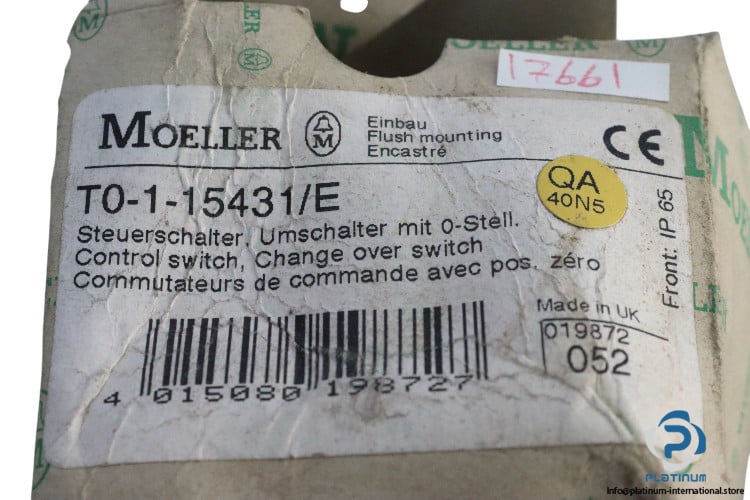 MOELLER
17661
MOELLER
M
Einbau
Flush mounting
Encastré
CE
T0-1-15431/E
QA
40N5
Steuerschalter, Umschalter mit 0-Stell.
Control switch, Change over switch
Commutateurs de commande avec pos. zéro
Front: IP 65
Made in UK
019872
052
4 015080 198727
PLATINUM
Info@platinum-international.store